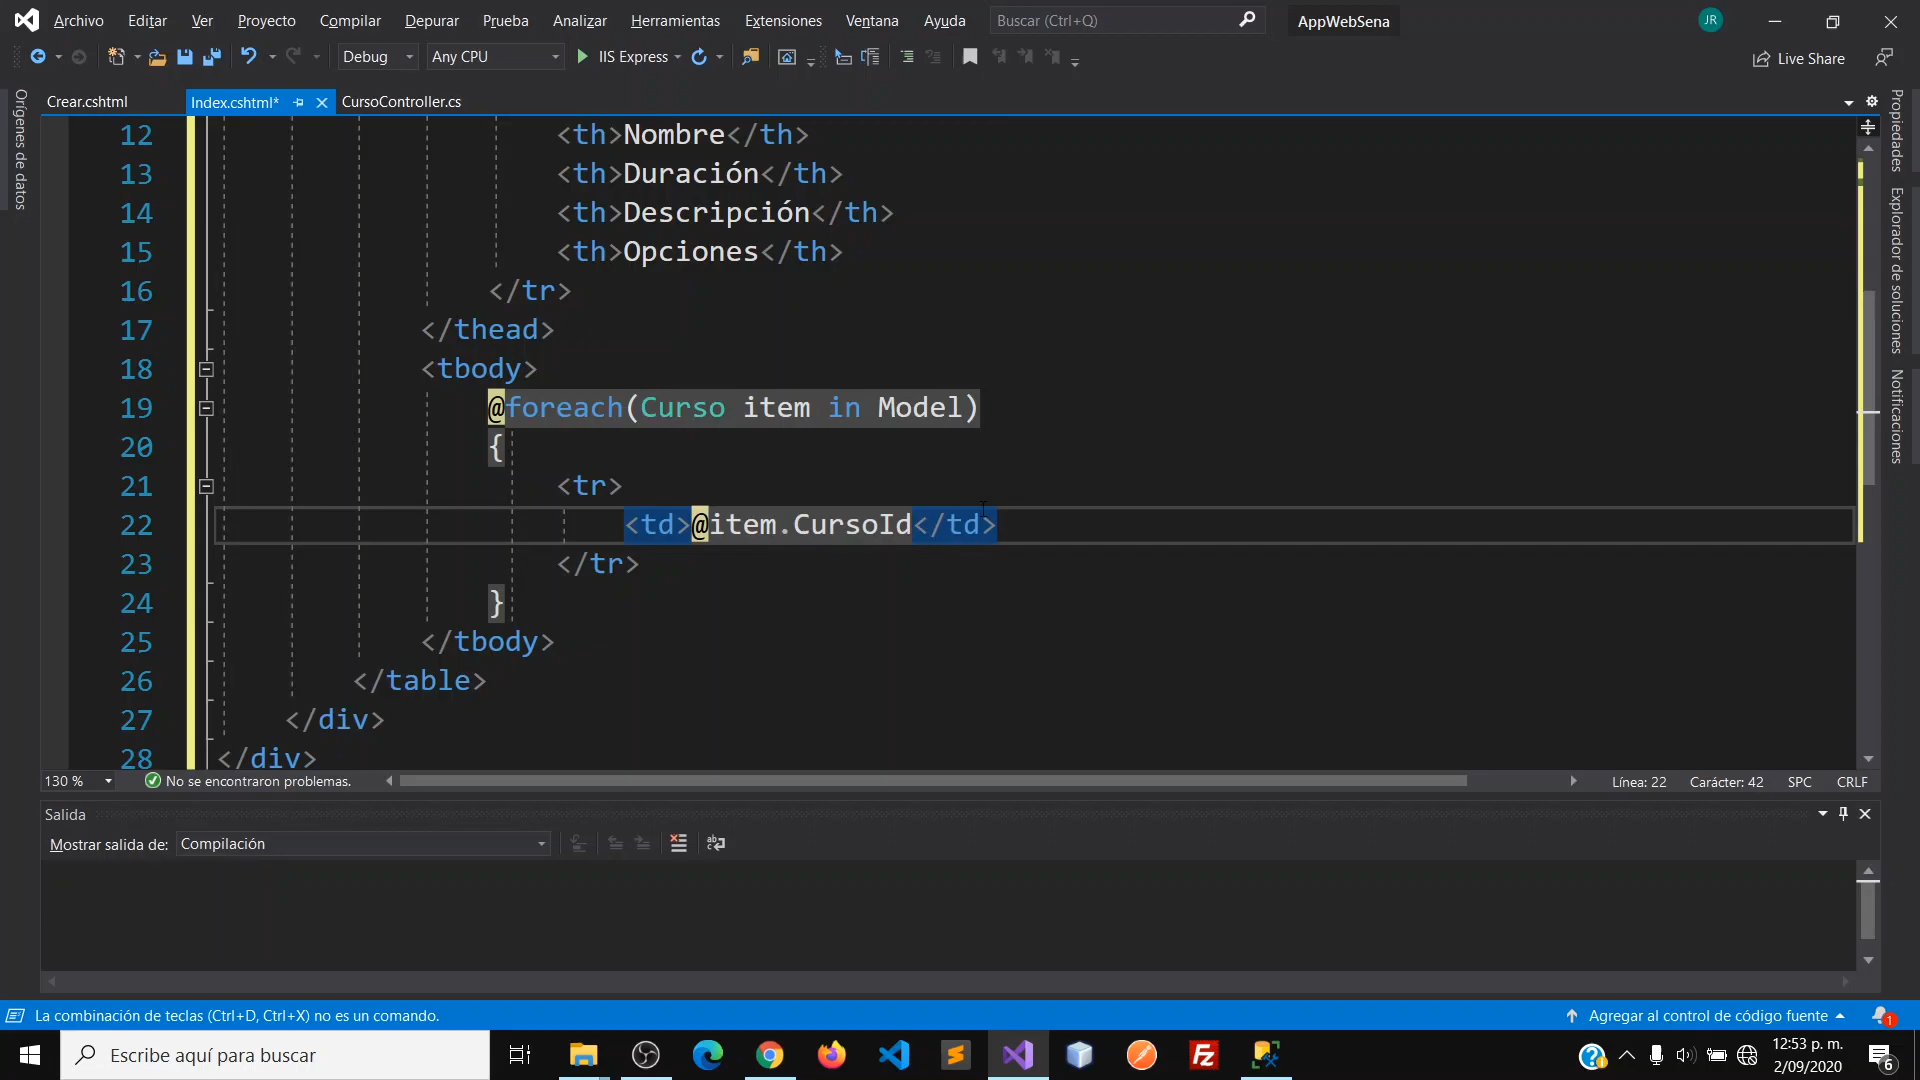 Archivo Editar Ver Proyecto Compilar Depurar Prueba Analizar Herramientas Extensiones Ventana Ayuda Buscar (Ctrl+Q) AppWebSena JR
Debug Any CPU IIS Express Live Share
Crear.cshtml Index.cshtml* CursoController.cs
Orígenes de datos
Propiedades
Explorador de soluciones
Notificaciones
12 <th>Nombre</th>
13 <th>Duración</th>
14 <th>Descripción</th>
15 <th>Opciones</th>
16 </tr>
17 </thead>
18 <tbody>
19 @foreach(Curso item in Model)
20 {
21 <tr>
22 <td>@item.CursoId</td>
23 </tr>
24 }
25 </tbody>
26 </table>
27 </div>
28 </div>
130 % No se encontraron problemas. Línea: 22 Carácter: 42 SPC CRLF
Salida
Mostrar salida de: Compilación
La combinación de teclas (Ctrl+D, Ctrl+X) no es un comando. Agregar al control de código fuente 1
Escribe aquí para buscar
12:53 p. m.
2/09/2020
6